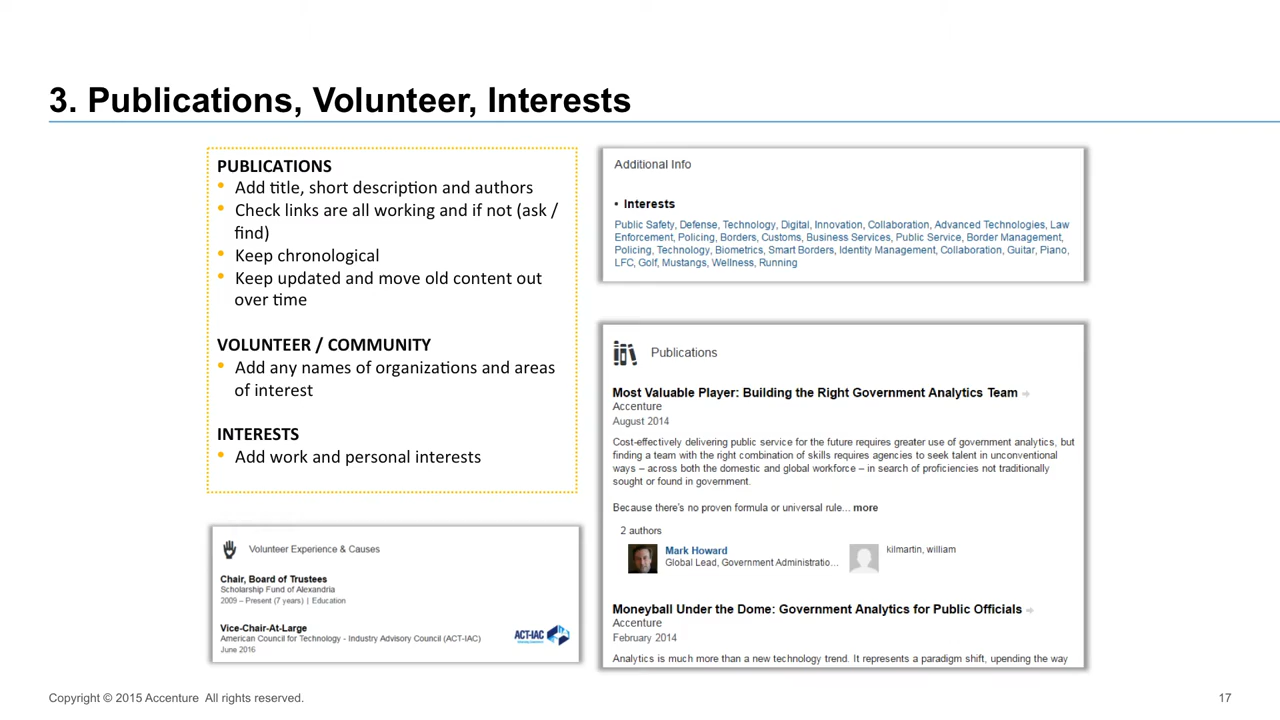 3. Publications, Volunteer, Interests
PUBLICATIONS
• Add title, short description and authors
• Check links are all working and if not (ask /
find)
• Keep chronological
• Keep updated and move old content out
over time
VOLUNTEER / COMMUNITY
• Add any names of organizations and areas
of interest
INTERESTS
• Add work and personal interests
Volunteer Experience & Causes
Chair, Board of Trustees
Scholarship Fund of Alexandria
2009 – Present (7 years) | Education
Vice-Chair-At-Large
American Council for Technology - Industry Advisory Council (ACT-IAC)
June 2016
ACT-IAC
Additional Info
• Interests
Public Safety, Defense, Technology, Digital, Innovation, Collaboration, Advanced Technologies, Law
Enforcement, Policing, Borders, Customs, Business Services, Public Service, Border Management,
Policing, Technology, Biometrics, Smart Borders, Identity Management, Collaboration, Guitar, Piano,
LFC, Golf, Mustangs, Wellness, Running
Publications
Most Valuable Player: Building the Right Government Analytics Team
Accenture
August 2014
Cost-effectively delivering public service for the future requires greater use of government analytics, but
finding a team with the right combination of skills requires agencies to seek talent in unconventional
ways – across both the domestic and global workforce – in search of proficiencies not traditionally
sought or found in government.
Because there's no proven formula or universal rule... more
2 authors
Mark Howard
Global Lead, Government Administratio...
kilmartin, william
Moneyball Under the Dome: Government Analytics for Public Officials
Accenture
February 2014
Analytics is much more than a new technology trend. It represents a paradigm shift, upending the way
Copyright © 2015 Accenture All rights reserved.
17